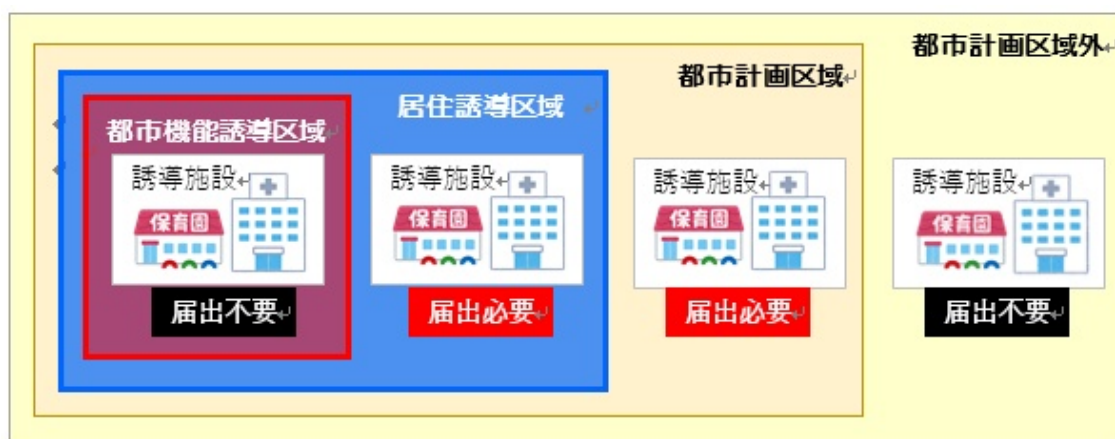 都市計画区域外
都市計画区域
居住誘導区域
都市機能誘導区域
誘導施設
保育園
届出不要
誘導施設
保育園
届出必要
誘導施設
保育園
届出必要
誘導施設
保育園
届出不要